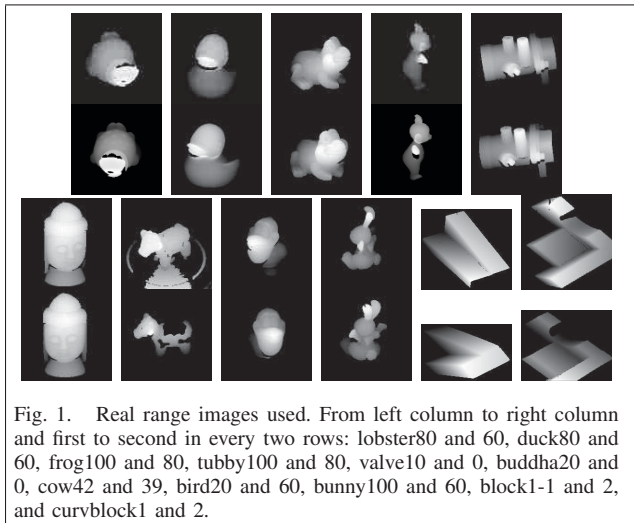 Fig. 1. Real range images used. From left column to right column
and first to second in every two rows: lobster80 and 60, duck80 and
60, frog100 and 80, tubby100 and 80, valve10 and 0, buddha20 and
0, cow42 and 39, bird20 and 60, bunny100 and 60, block1-1 and 2,
and curvblock1 and 2.